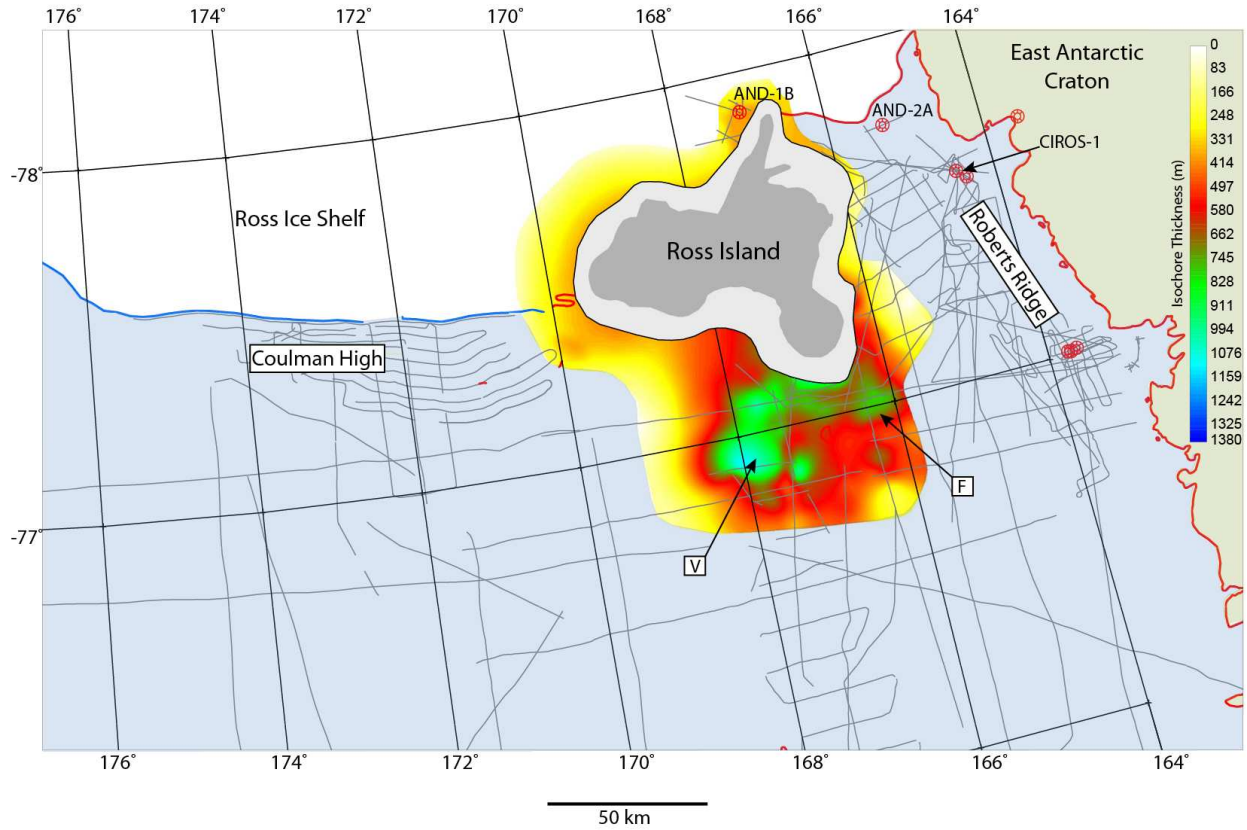 176˚ 174˚ 172˚ 170˚ 168˚ 166˚ 164˚
East Antarctic
Craton
AND-1B
AND-2A
CIROS-1
-78˚
Ross Ice Shelf
Ross Island
Roberts Ridge
Coulman High
-77˚
F
V
Isochore Thickness (m)
0
83
166
248
331
414
497
580
662
745
828
911
994
1076
1159
1242
1325
1380
176˚ 174˚ 172˚ 170˚ 168˚ 166˚ 164˚
50 km